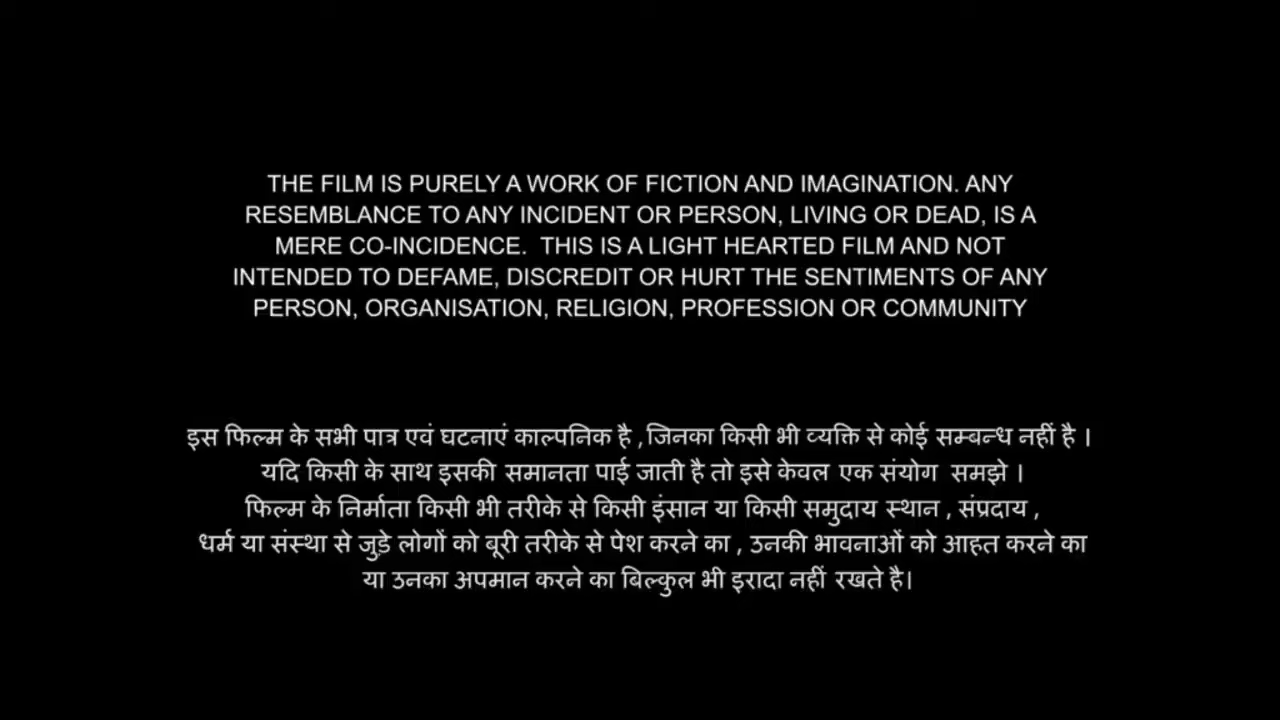 THE FILM IS PURELY A WORK OF FICTION AND IMAGINATION. ANY
RESEMBLANCE TO ANY INCIDENT OR PERSON, LIVING OR DEAD, IS A
MERE CO-INCIDENCE.  THIS IS A LIGHT HEARTED FILM AND NOT
INTENDED TO DEFAME, DISCREDIT OR HURT THE SENTIMENTS OF ANY
PERSON, ORGANISATION, RELIGION, PROFESSION OR COMMUNITY
इस फिल्म के सभी पात्र एवं घटनाएं काल्पनिक है ,जिनका किसी भी व्यक्ति से कोई सम्बन्ध नहीं है ।
यदि किसी के साथ इसकी समानता पाई जाती है तो इसे केवल एक संयोग समझे ।
फिल्म के निर्माता किसी भी तरीके से किसी इंसान या किसी समुदाय स्थान , संप्रदाय ,
धर्म या संस्था से जुड़े लोगों को बूरी तरीके से पेश करने का , उनकी भावनाओं को आहत करने का
या उनका अपमान करने का बिल्कुल भी इरादा नहीं रखते है।